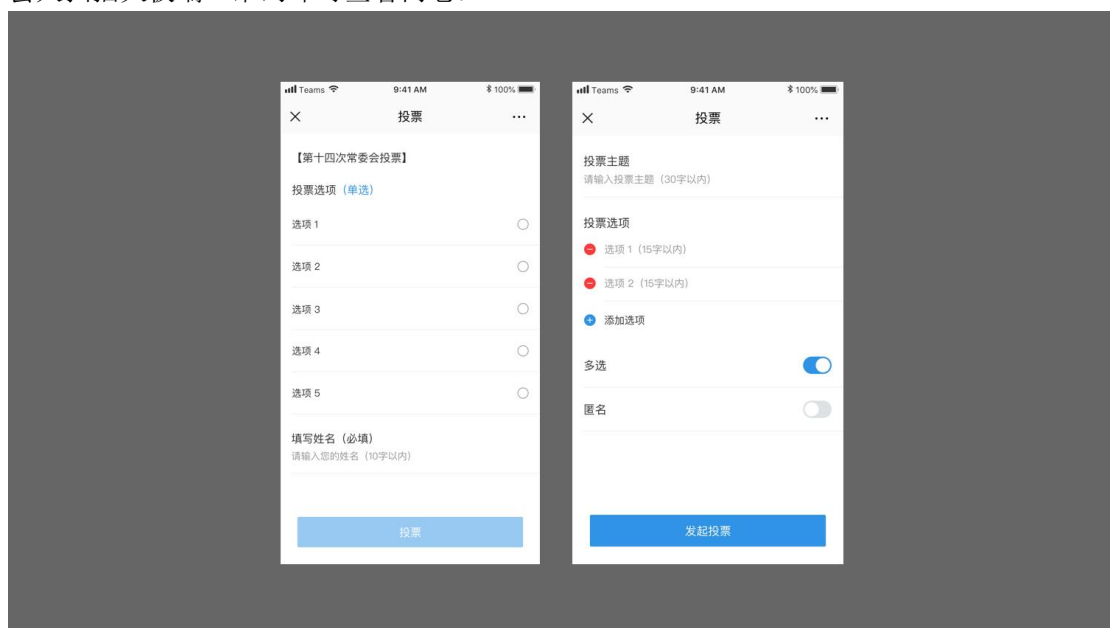 Teams
9:41 AM
100%
投票
【第十四次常委会投票】
投票选项（单选）
选项 1
选项 2
选项 3
选项 4
选项 5
填写姓名（必填）
请输入您的姓名（10字以内）
投票
Teams
9:41 AM
100%
投票
投票主题
请输入投票主题（30字以内）
投票选项
选项 1（15字以内）
选项 2（15字以内）
添加选项
多选
匿名
发起投票